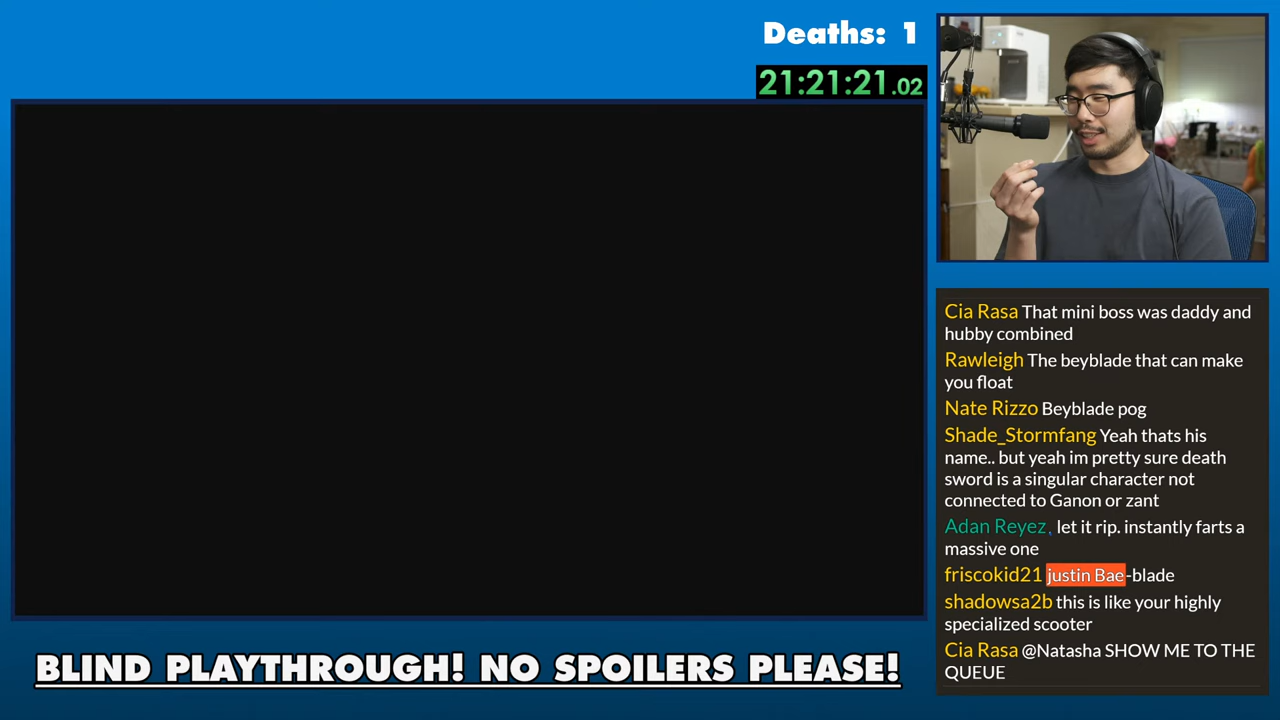 Deaths: 1
21:21:21.02
Cia Rasa That mini boss was daddy and
hubby combined
Rawleigh The beyblade that can make
you float
Nate Rizzo Beyblade pog
Shade_Stormfang Yeah thats his
name.. but yeah im pretty sure death
sword is a singular character not
connected to Ganon or zant
Adan Reyez, let it rip. instantly farts a
massive one
friscokid21 justin Bae-blade
shadowsa2b this is like your highly
specialized scooter
Cia Rasa @Natasha SHOW ME TO THE
QUEUE
BLIND PLAYTHROUGH! NO SPOILERS PLEASE!